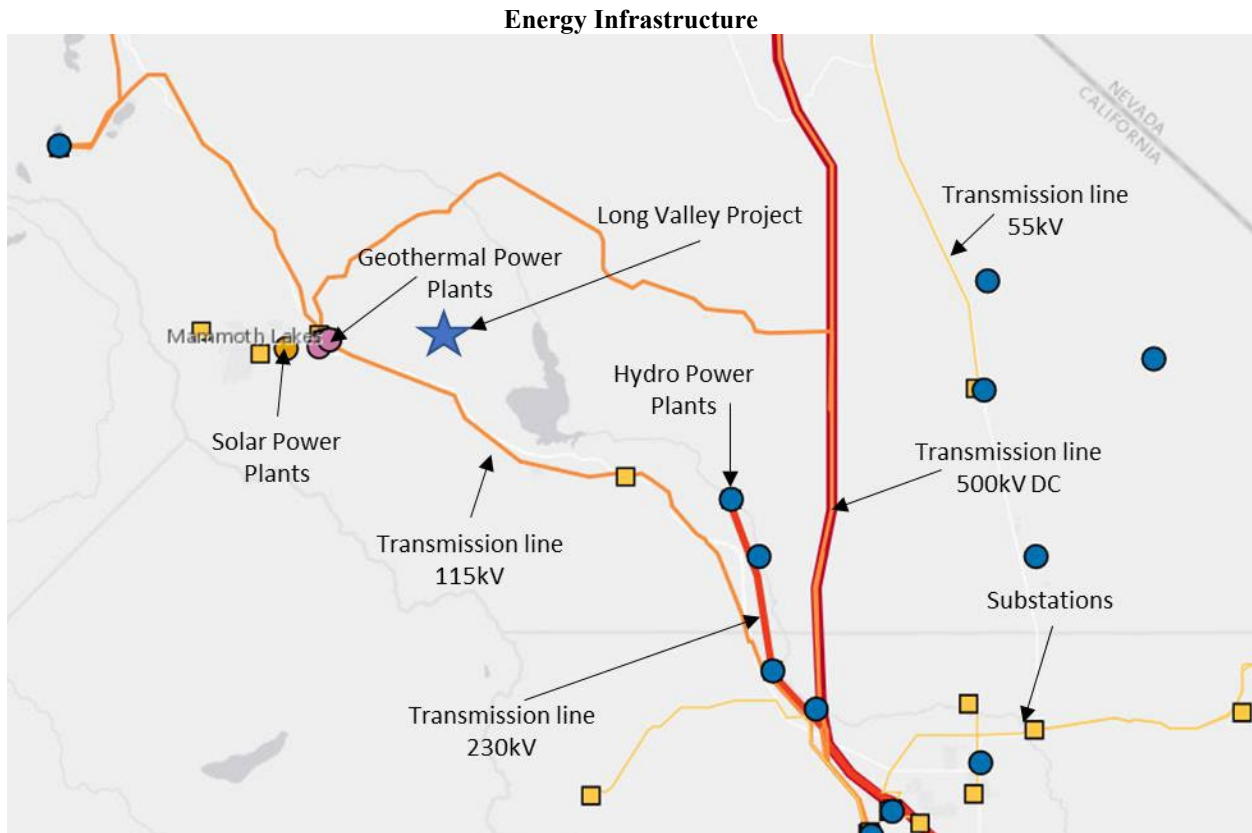 Energy Infrastructure
NEVADA
CALIFORNIA
Transmission line
55kV
Long Valley Project
Geothermal Power
Plants
Mammoth Lakes
Hydro Power
Plants
Solar Power
Plants
Transmission line
500kV DC
Transmission line
115kV
Substations
Transmission line
230kV